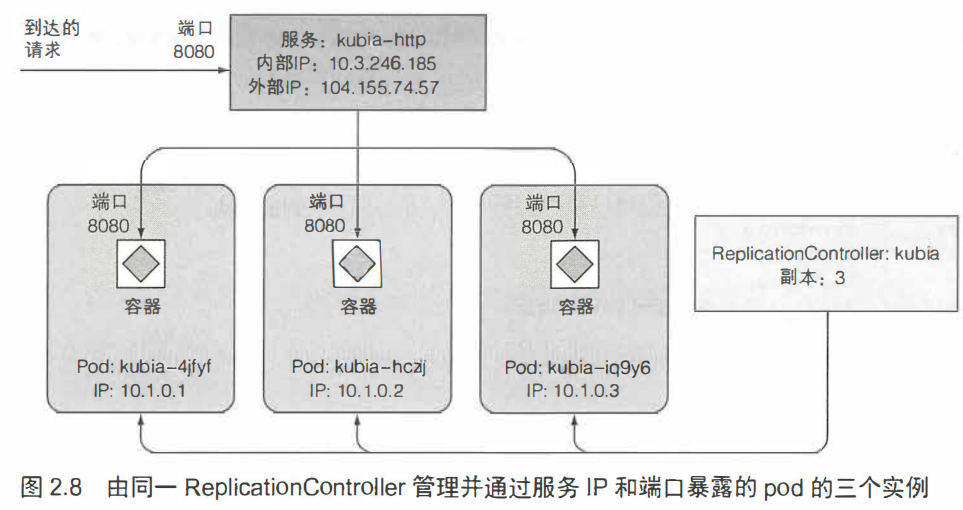 到达的
请求
端口
8080
服务：kubia-http
内部IP：10.3.246.185
外部IP：104.155.74.57
端口
8080
容器
Pod: kubia-4jfyf
IP: 10.1.0.1
端口
8080
容器
Pod: kubia-hczij
IP: 10.1.0.2
端口
8080
容器
Pod: kubia-iq9y6
IP: 10.1.0.3
ReplicationController: kubia
副本：3
图 2.8 由同一 ReplicationController 管理并通过服务 IP 和端口暴露的 pod 的三个实例